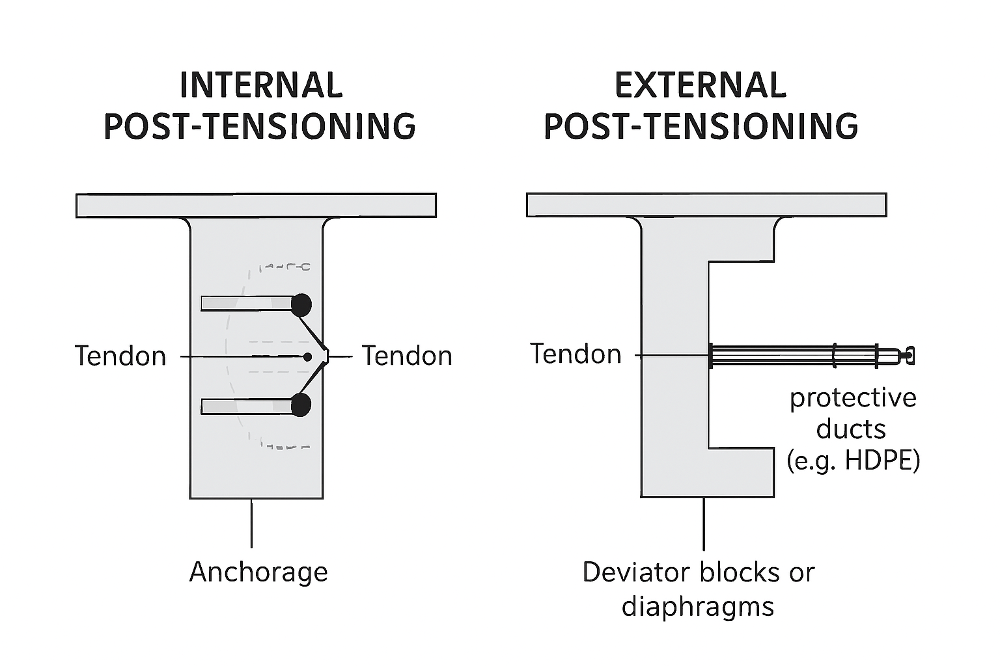 INTERNAL
POST-TENSIONING
EXTERNAL
POST-TENSIONING
Tendon
Tendon
Anchorage
Tendon
protective
ducts
(e.g. HDPE)
Deviator blocks or
diaphragms